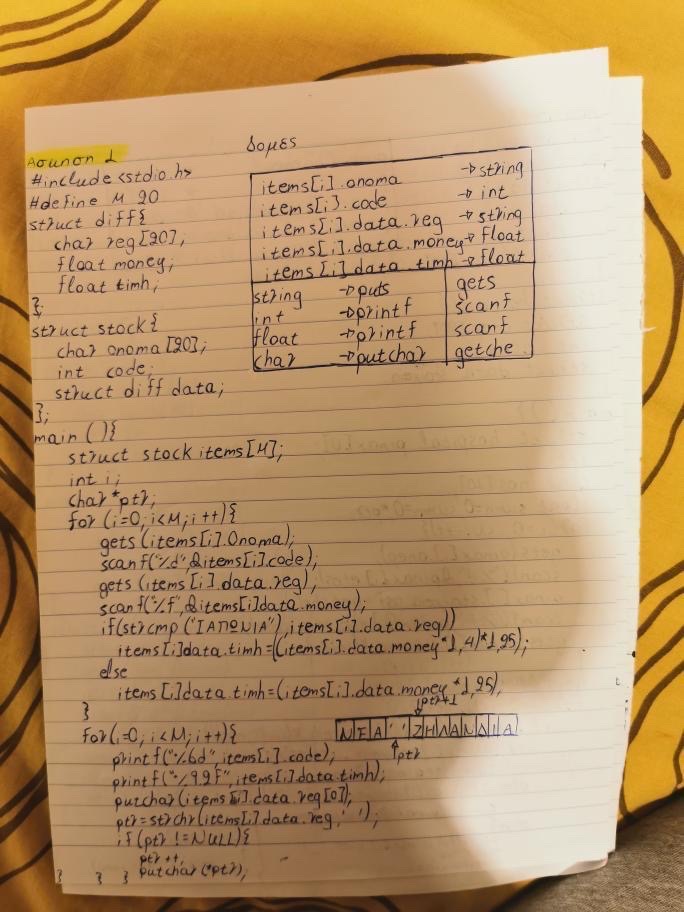 Δομές
Άσκηση 1
#include <stdio.h>
#define M 20
struct diff{
char reg[20];
float money;
float timh;
};
struct stock{
char onoma[20];
int code;
struct diff data;
};
items[i].onoma → string
items[i].code → int
items[i].data.reg → string
items[i].data.money → float
items[i].data.timh → float
string → puts gets
int → printf scanf
float → printf scanf
char → putchar getche
main(){
struct stock items[M];
int i;
char *ptr;
for (i=0; i<M; i++){
gets(items[i].Onoma);
scanf("%d",&items[i].code);
gets(items[i].data.reg);
scanf("%f",&items[i]data.money);
if(strcmp("ΙΑΠΩΝΙΑ"),items[i].data.reg))
items[i]data.timh=((items[i].data.money*1,4)*1,25);
else
items[i]data.timh=(items[i].data.money*1,25);
}
ptr+1
ΝΕΑ' 'ΖΗΛΑΝΔΙΑ
ptr
for(i=0; i<M; i++){
printf("%6d",items[i].code);
printf("%9.2f",items[i].data.timh);
putchar(items[i].data.reg[0]);
ptr=strchr(items[i].data.reg,' ');
if(ptr !=NULL){
ptr++;
putchar(*ptr);
} } }